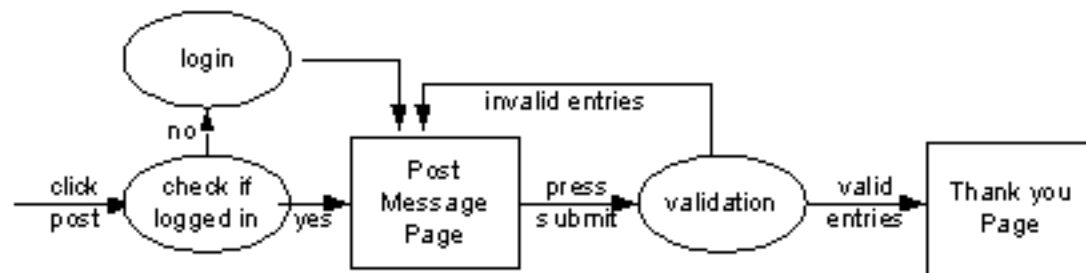 login
invalid entries
no
click
post
check if
logged in
yes
Post
Message
Page
press
submit
validation
valid
entries
Thank you
Page